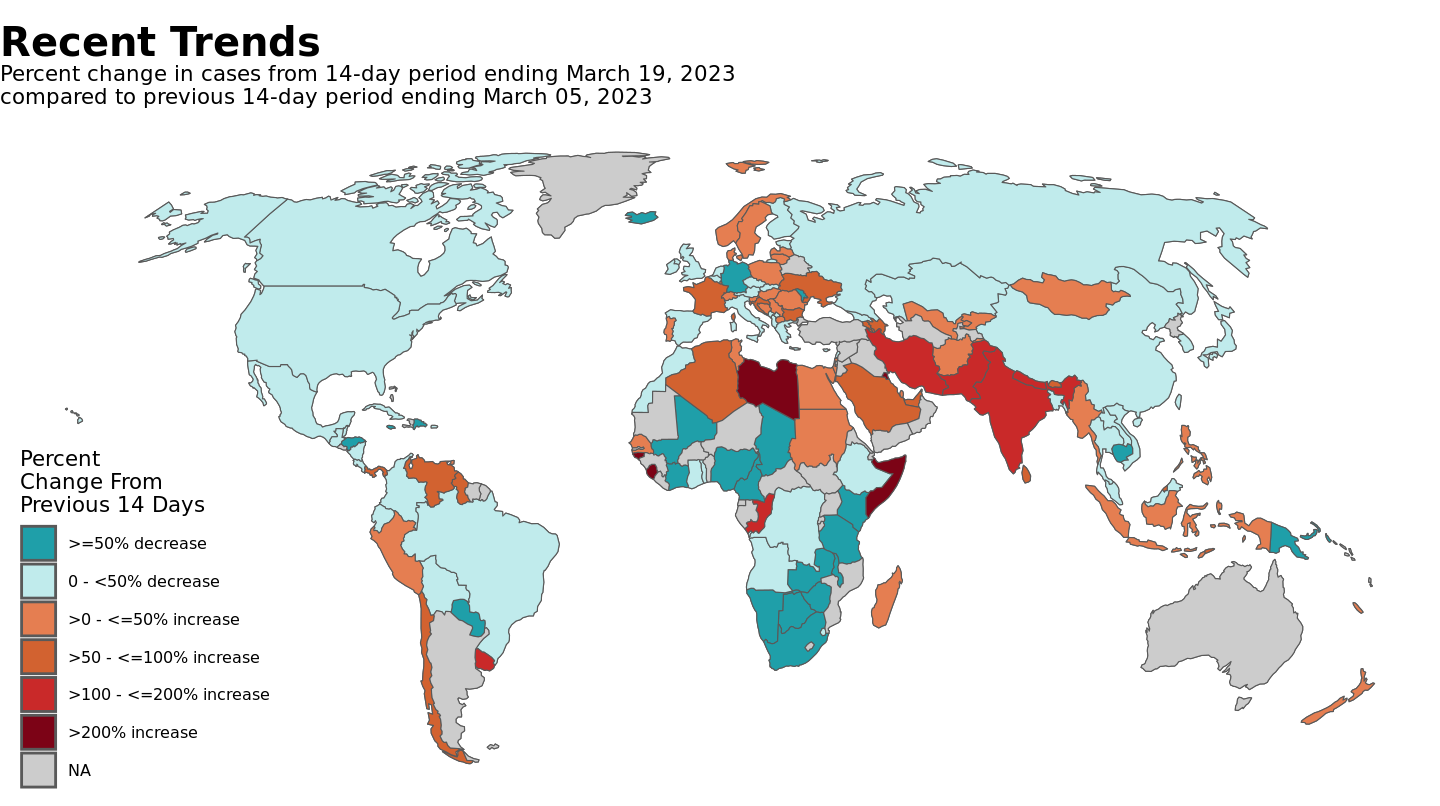 Recent Trends
Percent change in cases from 14-day period ending March 19, 2023
compared to previous 14-day period ending March 05, 2023
Percent
Change From
Previous 14 Days
>=50% decrease
0 - <50% decrease
>0 - <=50% increase
>50 - <=100% increase
>100 - <=200% increase
>200% increase
NA